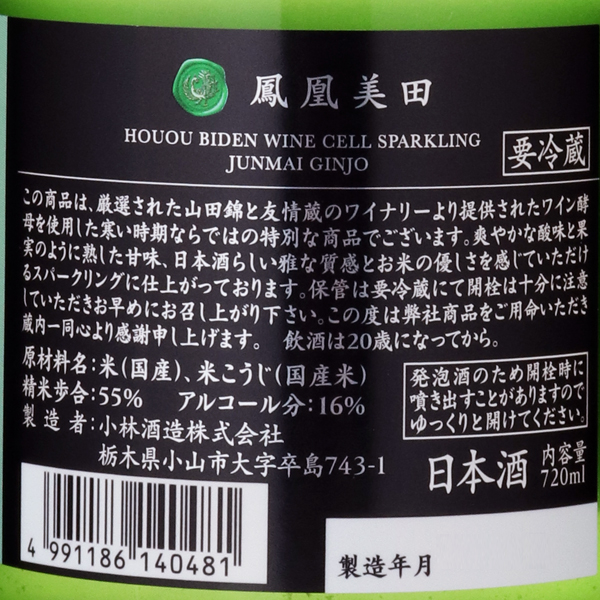 鳳凰美田
HOUOU BIDEN WINE CELL SPARKLING
JUNMAI GINJO
要冷蔵
この商品は、厳選された山田錦と友情蔵のワイナリーより提供されたワイン酵
母を使用した寒い時期ならではの特別な商品でございます。爽やかな酸味と果
実のように熟した甘味、日本酒らしい雅な質感とお米の優しさを感じていただけ
るスパークリングに仕上がっております。保管は要冷蔵にて開栓は十分に注意
していただきお早めにお召し上がり下さい。この度は弊社商品をご用命いただき
蔵内一同心より感謝申し上げます。 飲酒は20歳になってから。
原材料名:米(国産)、米こうじ(国産米)
精米歩合:55% アルコール分:16%
製造者:小林酒造株式会社
栃木県小山市大字卒島743-1
発泡酒のため開栓時に
噴き出すことがありますので
ゆっくりと開けてください。
日本酒 内容量
720ml
4 991186 140481
製造年月